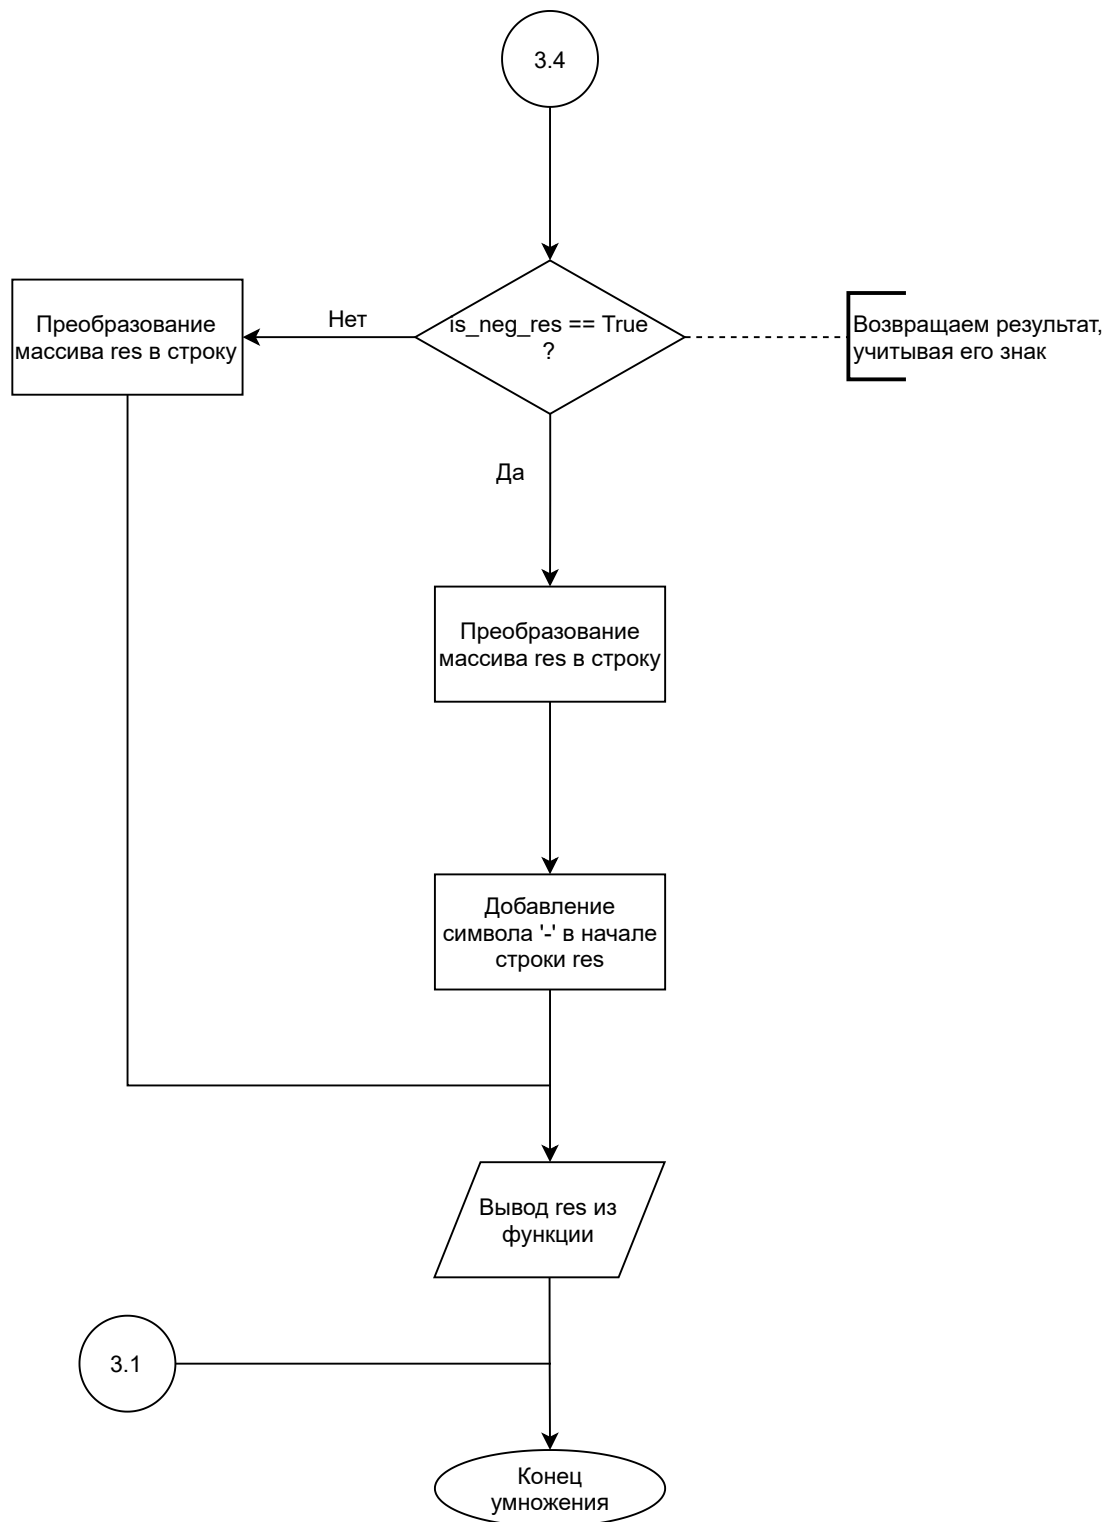 3.4
is_neg_res == True
?
Нет
Преобразование
массива res в строку
Возвращаем результат,
учитывая его знак
Да
Преобразование
массива res в строку
Добавление
символа '-' в начале
строки res
Вывод res из
функции
3.1
Конец
умножения